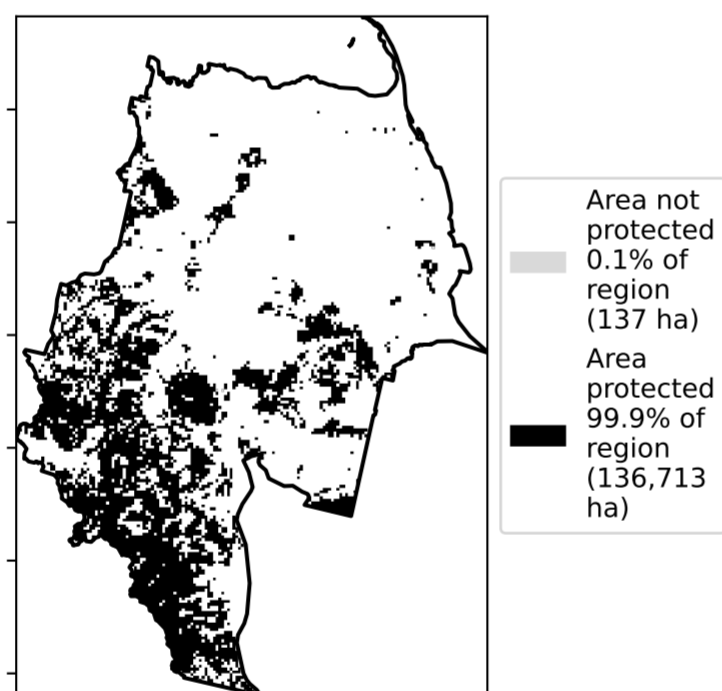 Area not
protected
0.1% of
region
(137 ha)
Area
protected
99.9% of
region
(136,713
ha)